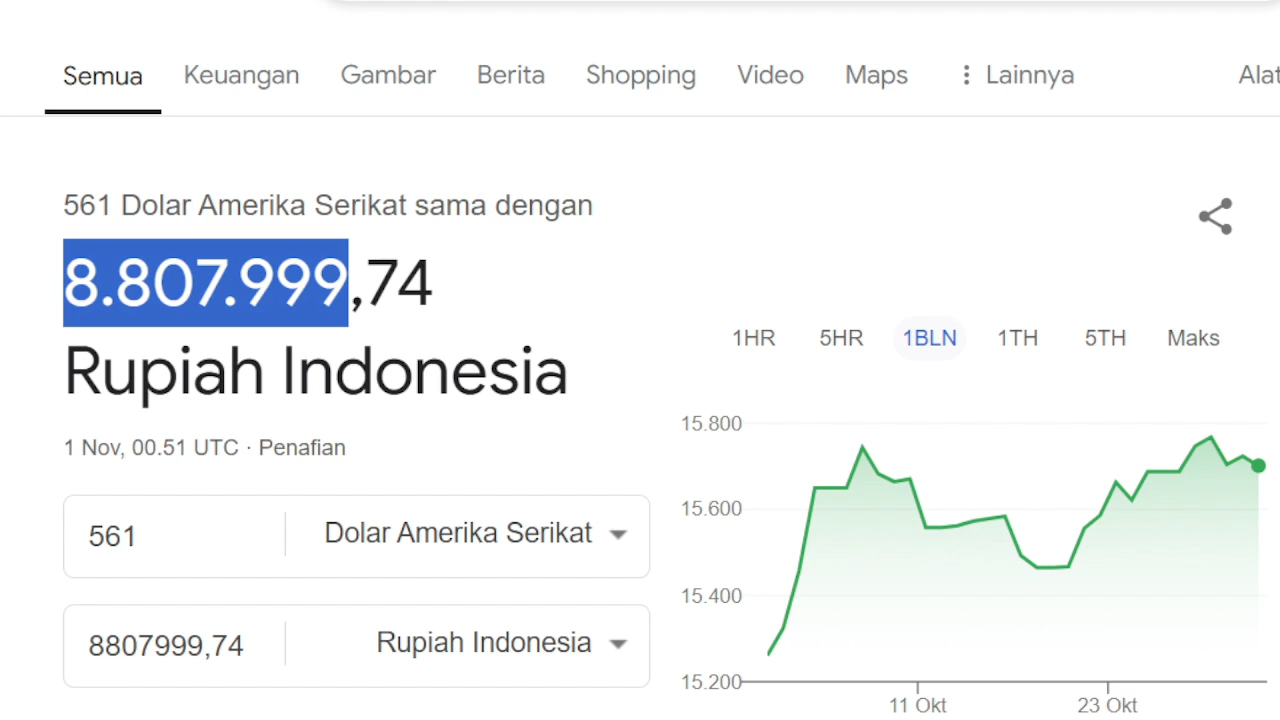 Semua Keuangan Gambar Berita Shopping Video Maps Lainnya
561 Dolar Amerika Serikat sama dengan
8.807.999,74
Rupiah Indonesia
1 Nov, 00.51 UTC · Penafian
561 Dolar Amerika Serikat
8807999,74 Rupiah Indonesia
1HR 5HR 1BLN 1TH 5TH Maks
15.800
15.600
15.400
15.200
11 Okt 23 Okt